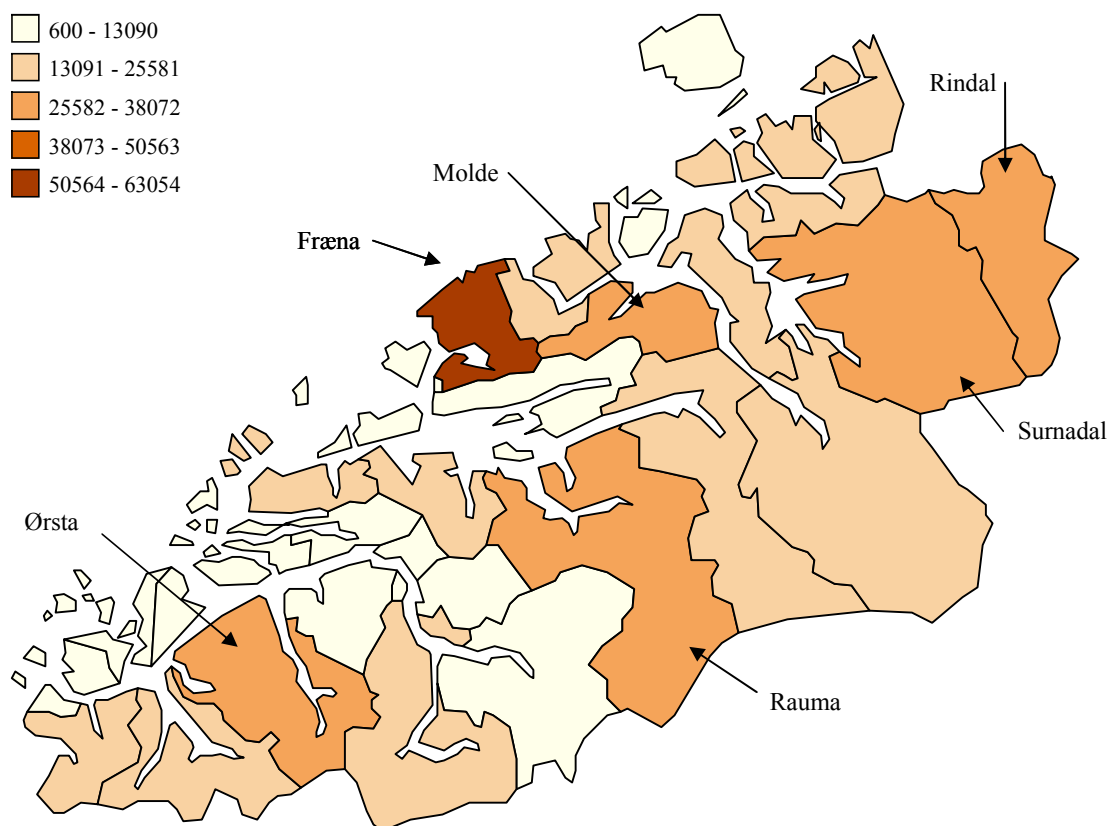 600 - 13090
13091 - 25581
25582 - 38072
38073 - 50563
50564 - 63054
Rindal
Molde
Fræna
Surnadal
Ørsta
Rauma